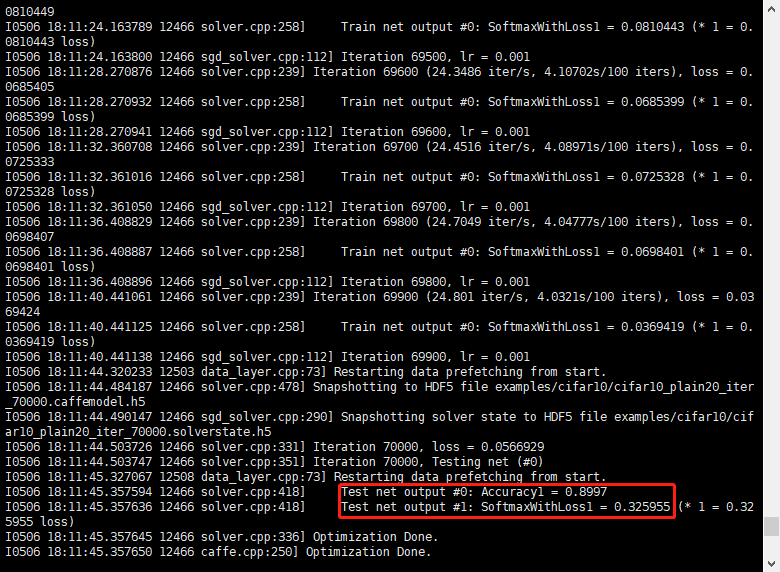 0810449
I0506 18:11:24.163789 12466 solver.cpp:258]     Train net output #0: SoftmaxWithLoss1 = 0.0810443 (* 1 = 0.
0810443 loss)
I0506 18:11:24.163800 12466 sgd_solver.cpp:112] Iteration 69500, lr = 0.001
I0506 18:11:28.270876 12466 solver.cpp:239] Iteration 69600 (24.3486 iter/s, 4.10702s/100 iters), loss = 0.
0685405
I0506 18:11:28.270932 12466 solver.cpp:258]     Train net output #0: SoftmaxWithLoss1 = 0.0685399 (* 1 = 0.
0685399 loss)
I0506 18:11:28.270941 12466 sgd_solver.cpp:112] Iteration 69600, lr = 0.001
I0506 18:11:32.360708 12466 solver.cpp:239] Iteration 69700 (24.4516 iter/s, 4.08971s/100 iters), loss = 0.
0725333
I0506 18:11:32.361016 12466 solver.cpp:258]     Train net output #0: SoftmaxWithLoss1 = 0.0725328 (* 1 = 0.
0725328 loss)
I0506 18:11:32.361050 12466 sgd_solver.cpp:112] Iteration 69700, lr = 0.001
I0506 18:11:36.408829 12466 solver.cpp:239] Iteration 69800 (24.7049 iter/s, 4.04777s/100 iters), loss = 0.
0698407
I0506 18:11:36.408887 12466 solver.cpp:258]     Train net output #0: SoftmaxWithLoss1 = 0.0698401 (* 1 = 0.
0698401 loss)
I0506 18:11:36.408896 12466 sgd_solver.cpp:112] Iteration 69800, lr = 0.001
I0506 18:11:40.441061 12466 solver.cpp:239] Iteration 69900 (24.801 iter/s, 4.0321s/100 iters), loss = 0.03
69424
I0506 18:11:40.441125 12466 solver.cpp:258]     Train net output #0: SoftmaxWithLoss1 = 0.0369419 (* 1 = 0.
0369419 loss)
I0506 18:11:40.441138 12466 sgd_solver.cpp:112] Iteration 69900, lr = 0.001
I0506 18:11:44.320233 12503 data_layer.cpp:73] Restarting data prefetching from start.
I0506 18:11:44.484187 12466 solver.cpp:478] Snapshotting to HDF5 file examples/cifar10/cifar10_plain20_iter
_70000.caffemodel.h5
I0506 18:11:44.490147 12466 sgd_solver.cpp:290] Snapshotting solver state to HDF5 file examples/cifar10/cif
ar10_plain20_iter_70000.solverstate.h5
I0506 18:11:44.503726 12466 solver.cpp:331] Iteration 70000, loss = 0.0566929
I0506 18:11:44.503747 12466 solver.cpp:351] Iteration 70000, Testing net (#0)
I0506 18:11:45.327067 12508 data_layer.cpp:73] Restarting data prefetching from start.
I0506 18:11:45.357594 12466 solver.cpp:418]     Test net output #0: Accuracy1 = 0.8997
I0506 18:11:45.357636 12466 solver.cpp:418]     Test net output #1: SoftmaxWithLoss1 = 0.325955 (* 1 = 0.32
5955 loss)
I0506 18:11:45.357645 12466 solver.cpp:336] Optimization Done.
I0506 18:11:45.357650 12466 caffe.cpp:250] Optimization Done.